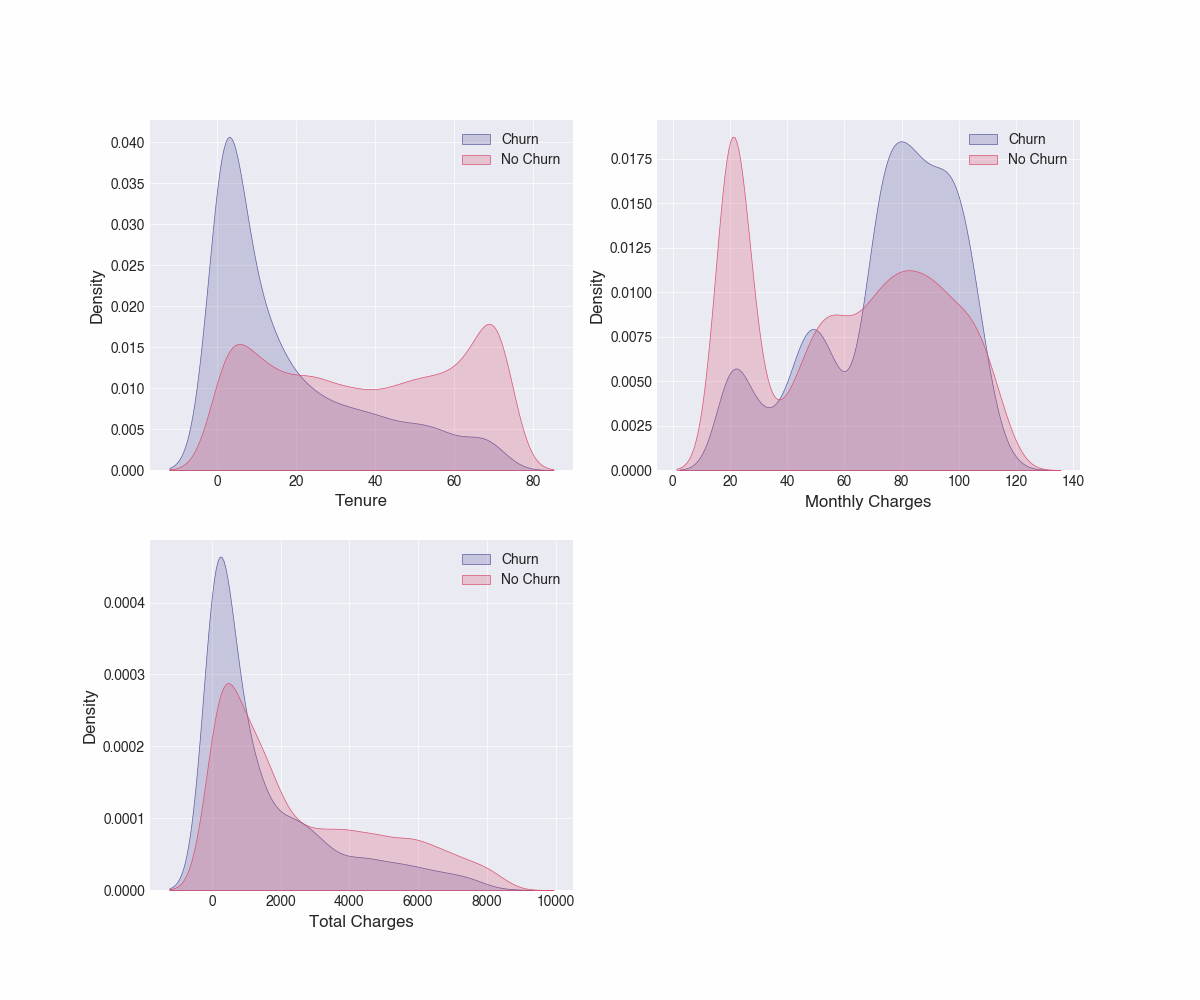 0.040
0.035
0.030
0.025
0.020
0.015
0.010
0.005
0.000
Density
0 20 40 60 80
Tenure
Churn
No Churn
0.0175
0.0150
0.0125
0.0100
0.0075
0.0050
0.0025
0.0000
Density
0 20 40 60 80 100 120 140
Monthly Charges
Churn
No Churn
0.0004
0.0003
0.0002
0.0001
0.0000
Density
0 2000 4000 6000 8000 10000
Total Charges
Churn
No Churn